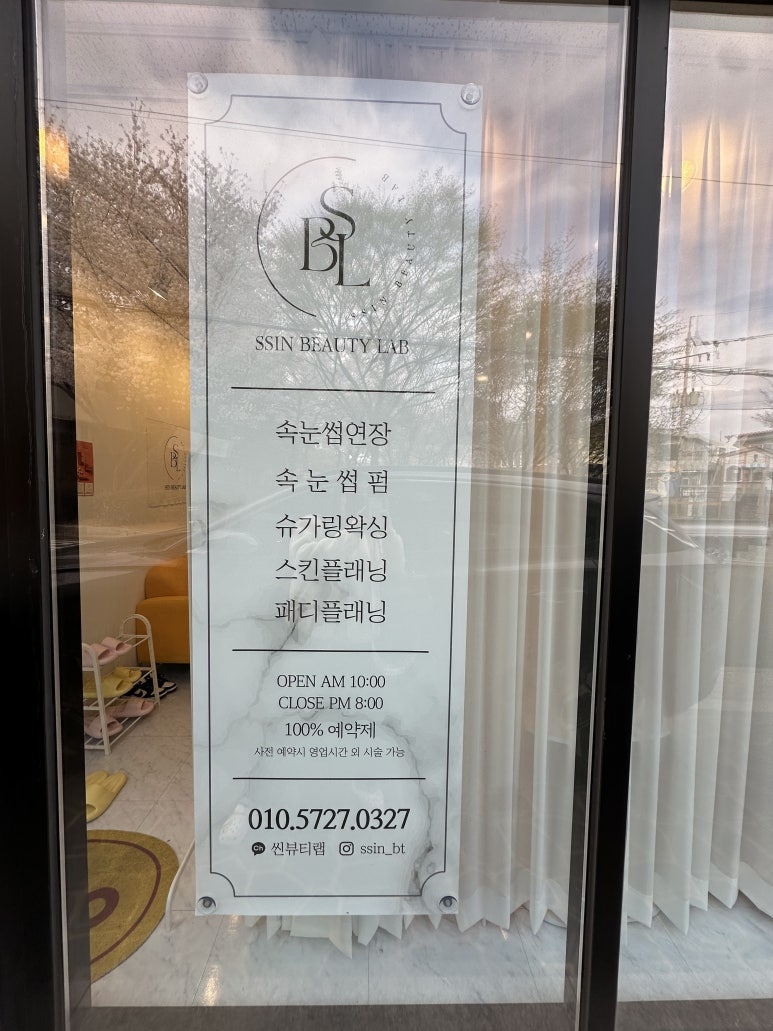 BSL
SSIN BEAUTY
SSIN BEAUTY LAB
속눈썹연장
속눈썹펌
슈가링왁싱
스킨플래닝
패디플래닝
OPEN AM 10:00
CLOSE PM 8:00
100% 예약제
사전 예약시 영업시간 외 시술 가능
010.5727.0327
Ch 씬뷰티랩 ssin_bt
BSL